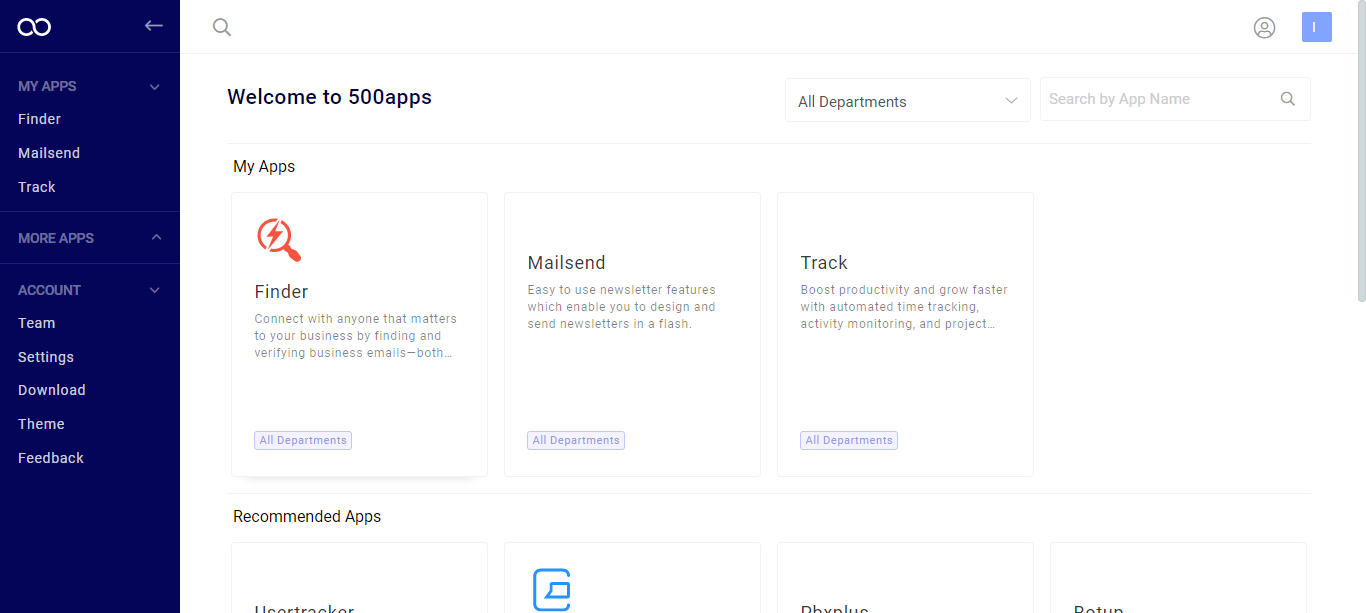 MY APPS
Finder
Mailsend
Track
MORE APPS
ACCOUNT
Team
Settings
Download
Theme
Feedback
I
Welcome to 500apps
All Departments
Search by App Name
My Apps
Finder
Connect with anyone that matters
to your business by finding and
verifying business emails—both...
All Departments
Mailsend
Easy to use newsletter features
which enable you to design and
send newsletters in a flash.
All Departments
Track
Boost productivity and grow faster
with automated time tracking,
activity monitoring, and project...
All Departments
Recommended Apps
Usertracker
Pbxplus
Botup